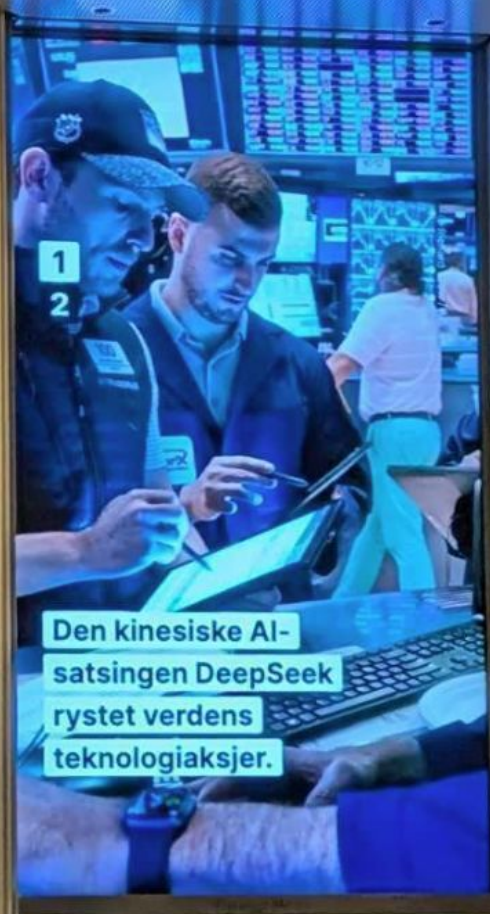 1
2
Den kinesiske AI-
satsingen DeepSeek
rystet verdens
teknologiaksjer.